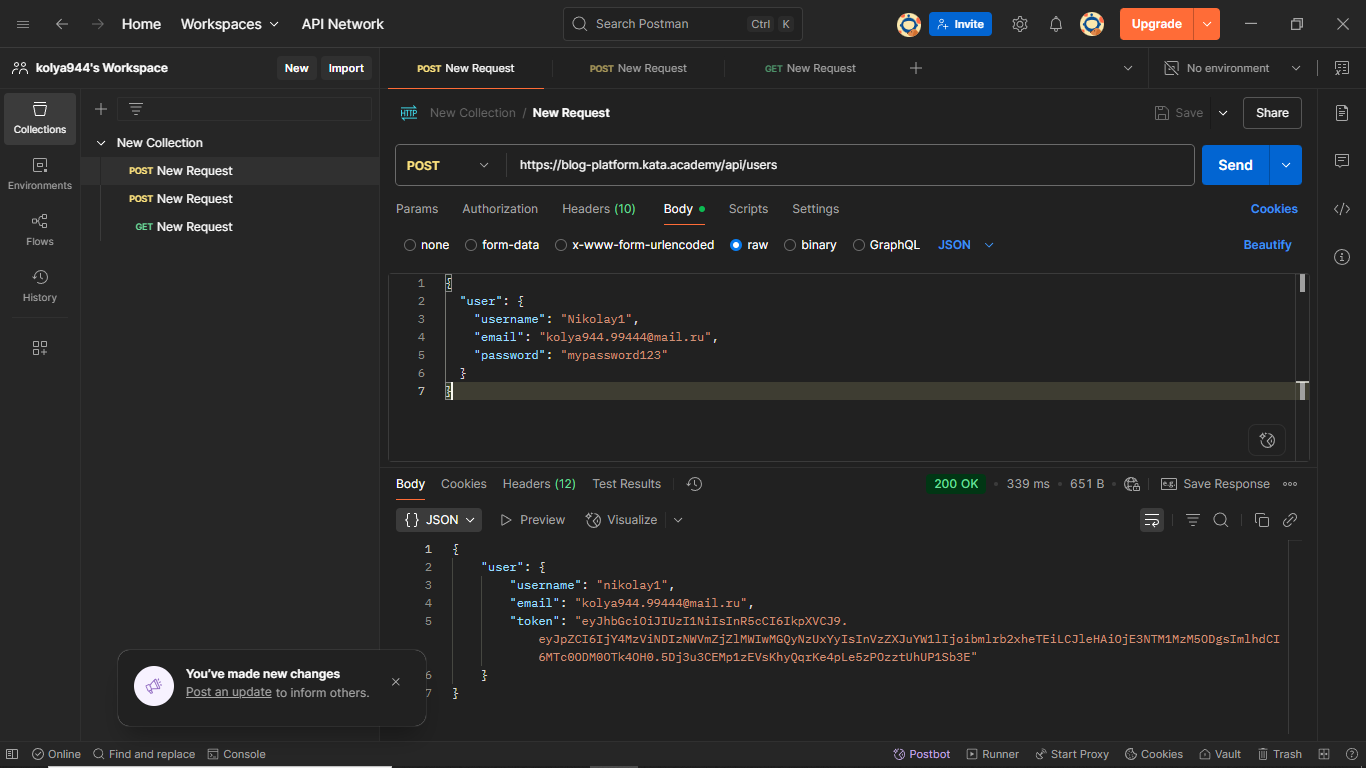 Home Workspaces API Network Search Postman Ctrl K Invite Upgrade
kolya944's Workspace New Import POST New Request POST New Request GET New Request No environment
Collections
Environments
Flows
History
New Collection
POST New Request
POST New Request
GET New Request
HTTP New Collection / New Request Save Share
POST https://blog-platform.kata.academy/api/users Send
Params Authorization Headers (10) Body Scripts Settings Cookies
none form-data x-www-form-urlencoded raw binary GraphQL JSON Beautify
1 {
2 "user": {
3 "username": "Nikolay1",
4 "email": "kolya944.99444@mail.ru",
5 "password": "mypassword123"
6 }
7 }
Body Cookies Headers (12) Test Results 200 OK 339 ms 651 B e.g. Save Response
{} JSON Preview Visualize
1 {
2 "user": {
3 "username": "nikolay1",
4 "email": "kolya944.99444@mail.ru",
5 "token": "eyJhbGciOiJIUzI1NiIsInR5cCI6IkpXVCJ9.
eyJpZCI6IjY4MzViNDIzNWVmZjZlMWIwMGQyNzUxYyIsInVzZXJuYW1lIjoibmlrb2xheTEiLCJleHAiOjE3NTM1MzM5ODgsImlhdCI
6MTc0ODM0OTk4OH0.5Dj3u3CEMp1zEVsKhyQqrKe4pLe5zPOzztUhUP1Sb3E"
6 }
7 }
You've made new changes
Post an update to inform others.
Online Find and replace Console Postbot Runner Start Proxy Cookies Vault Trash